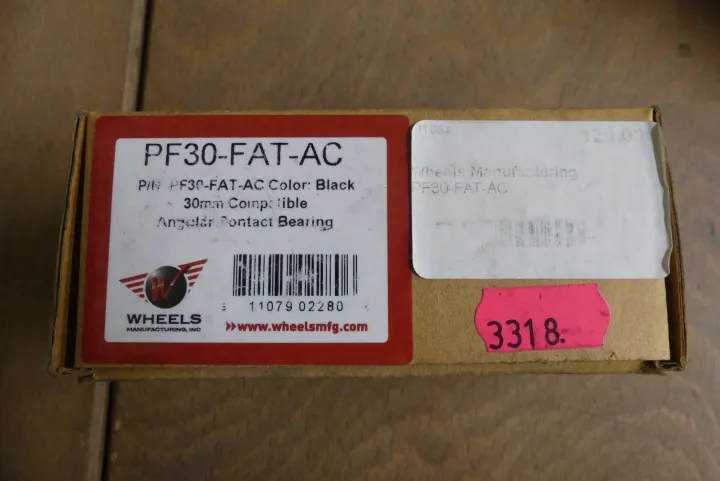 PF30-FAT-AC
P/N: PF30-FAT-AC Color: Black
30mm Compatible
Angular Contact Bearing
WHEELS
MANUFACTURING, INC
11079 02280
»www.wheelsmfg.com
Wheels Manufacturing
PF30-FAT-AC
3318.